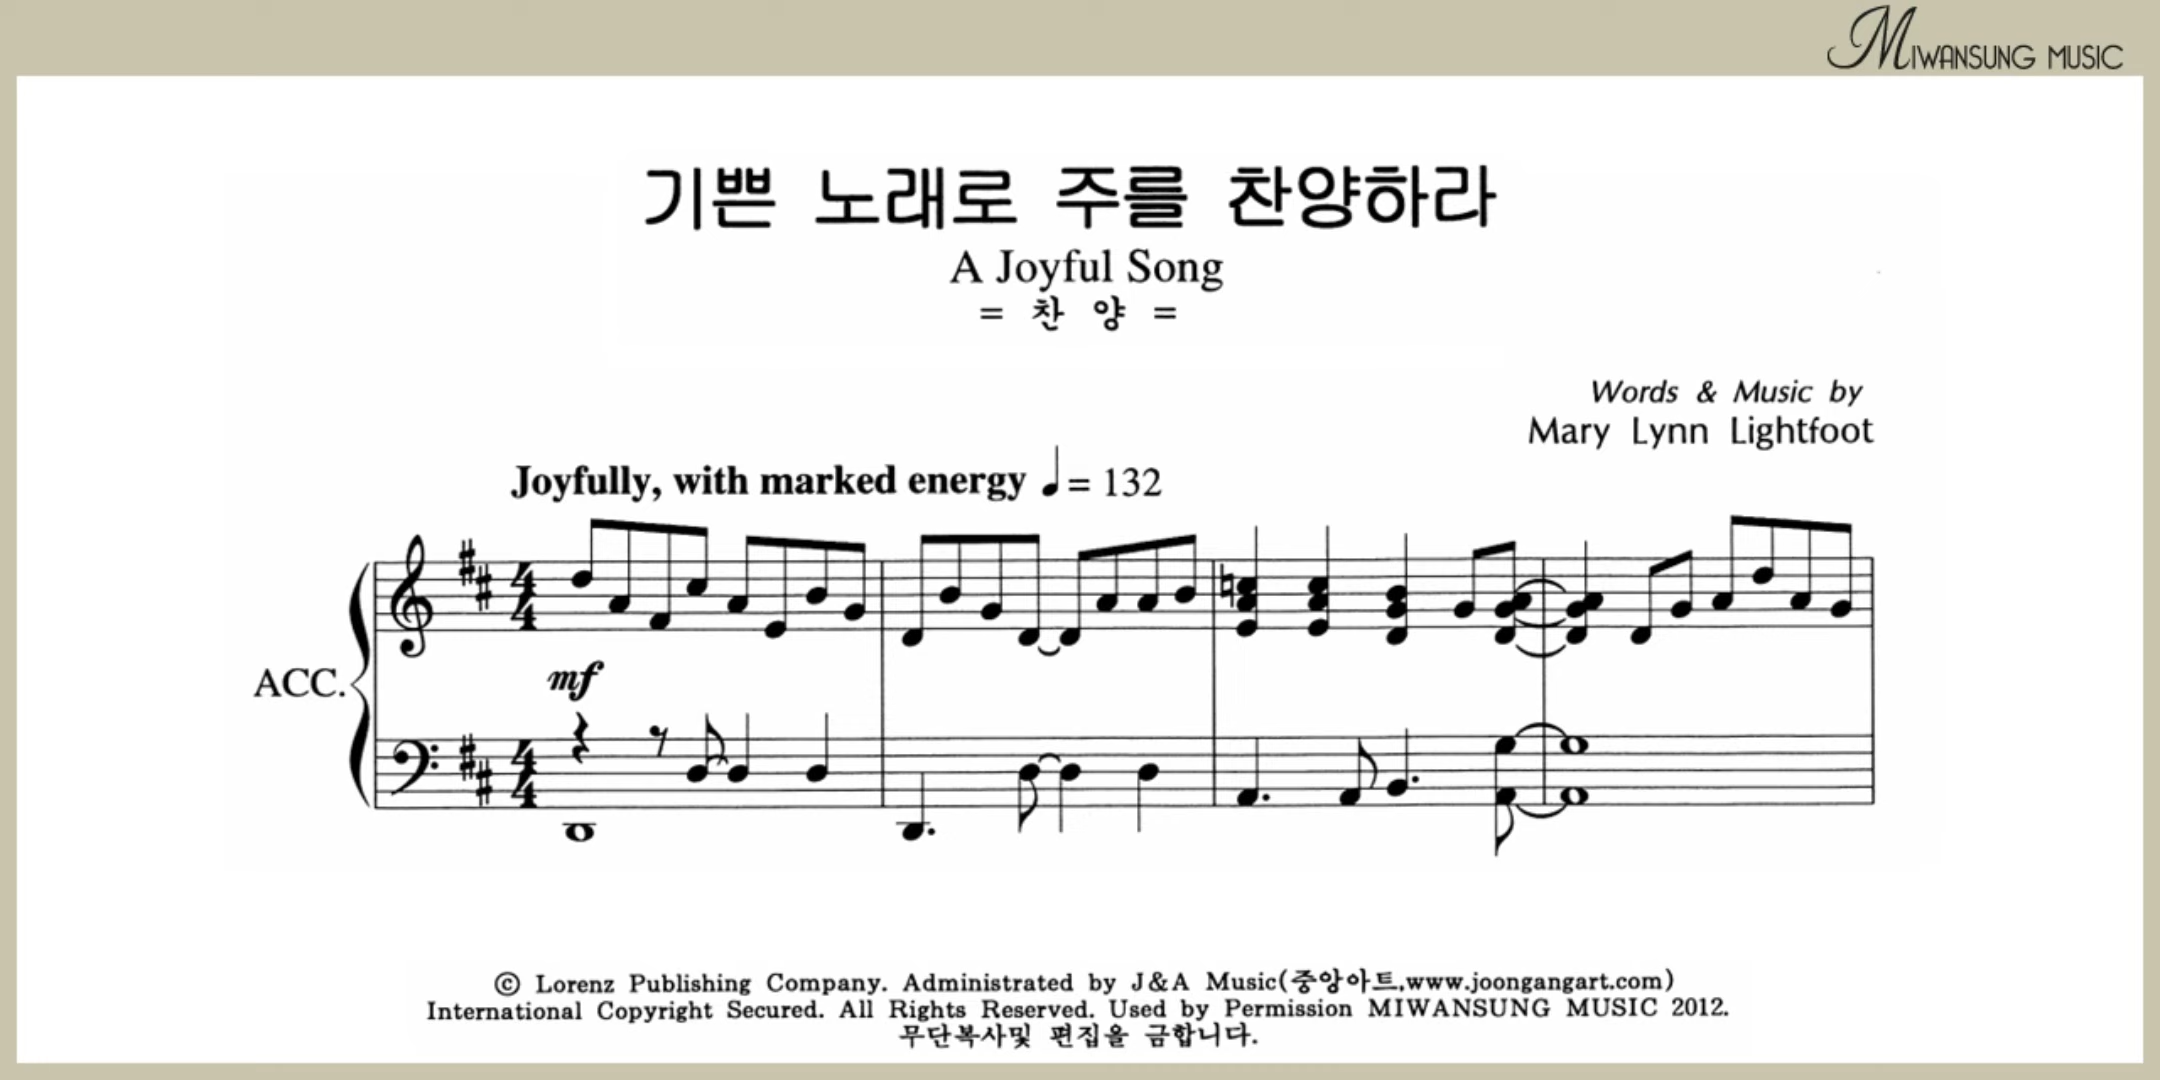 MIWANSUNG MUSIC
기쁜 노래로 주를 찬양하라
A Joyful Song
= 찬 양 =
Words & Music by
Mary Lynn Lightfoot
Joyfully, with marked energy ♩= 132
ACC.
mf
© Lorenz Publishing Company. Administrated by J&A Music(중앙아트,www.joongangart.com)
International Copyright Secured. All Rights Reserved. Used by Permission MIWANSUNG MUSIC 2012.
무단복사및 편집을 금합니다.